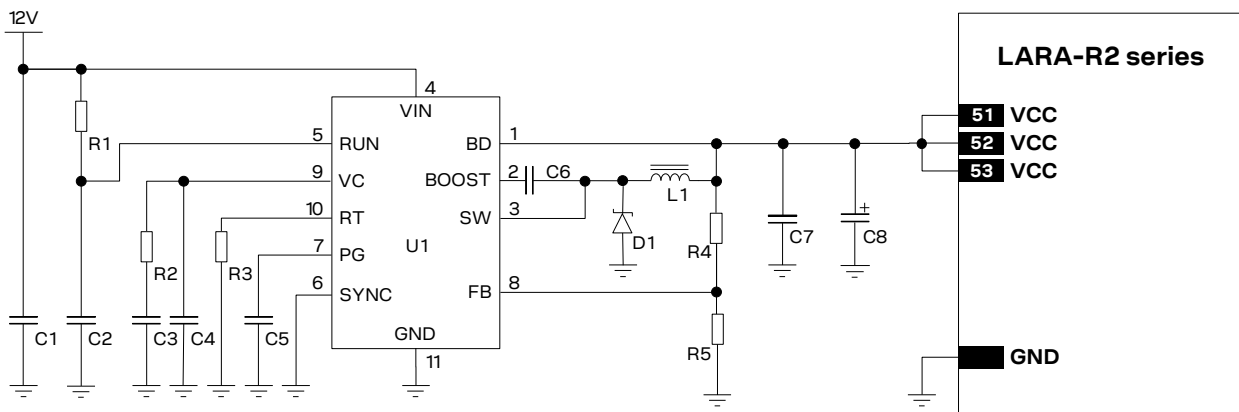 12V
LARA-R2 series
4
VIN
R1
5
RUN
BD
1
51
VCC
52
VCC
53
VCC
9
VC
BOOST
2
C6
L1
10
RT
SW
3
7
PG
U1
D1
R4
C7
+
C8
R2
R3
6
SYNC
FB
8
C1
C2
C3
C4
C5
GND
11
R5
GND